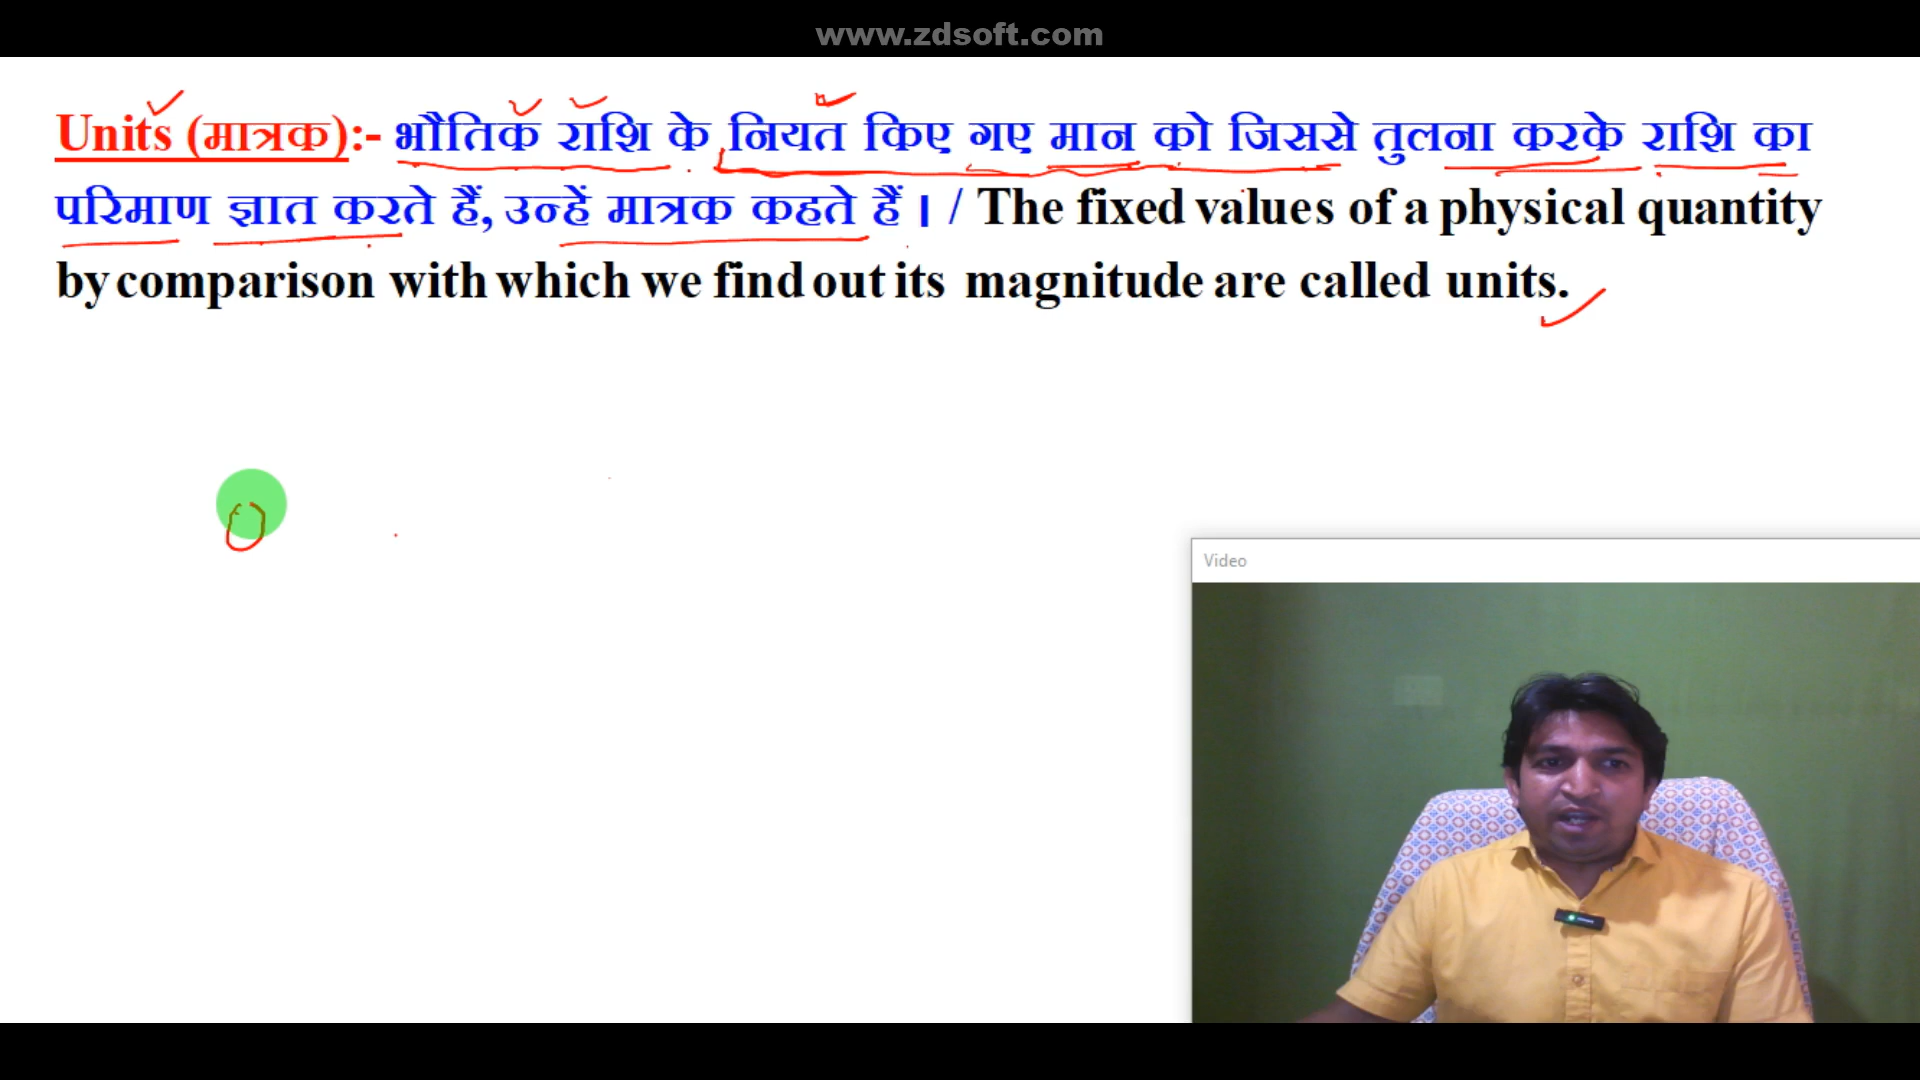 www.zdsoft.com
Units (मात्रक):- भौतिक राशि के नियत किए गए मान को जिससे तुलना करके राशि का
परिमाण ज्ञात करते हैं, उन्हें मात्रक कहते हैं । / The fixed values of a physical quantity
by comparison with which we find out its magnitude are called units.
Video